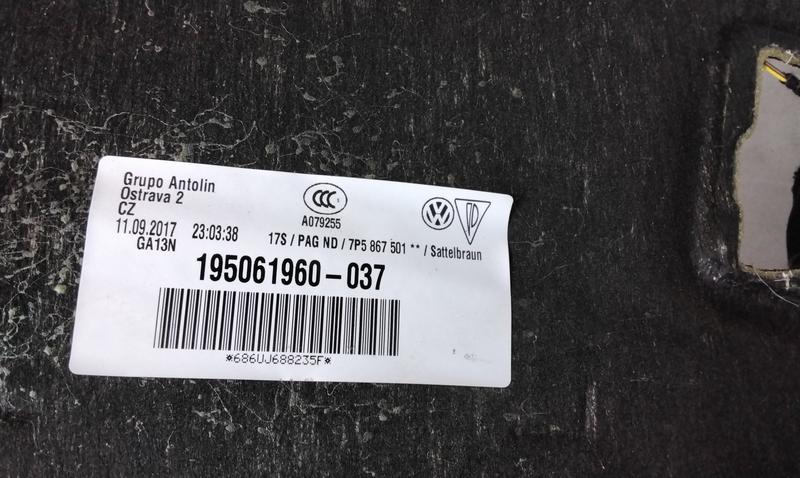 Grupo Antolin
Ostrava 2
CZ
11.09.2017 23:03:38
GA13N
A079255
17S / PAG ND / 7P5 867 501 ** / Sattelbraun
195061960-037
*686UJ688235F*